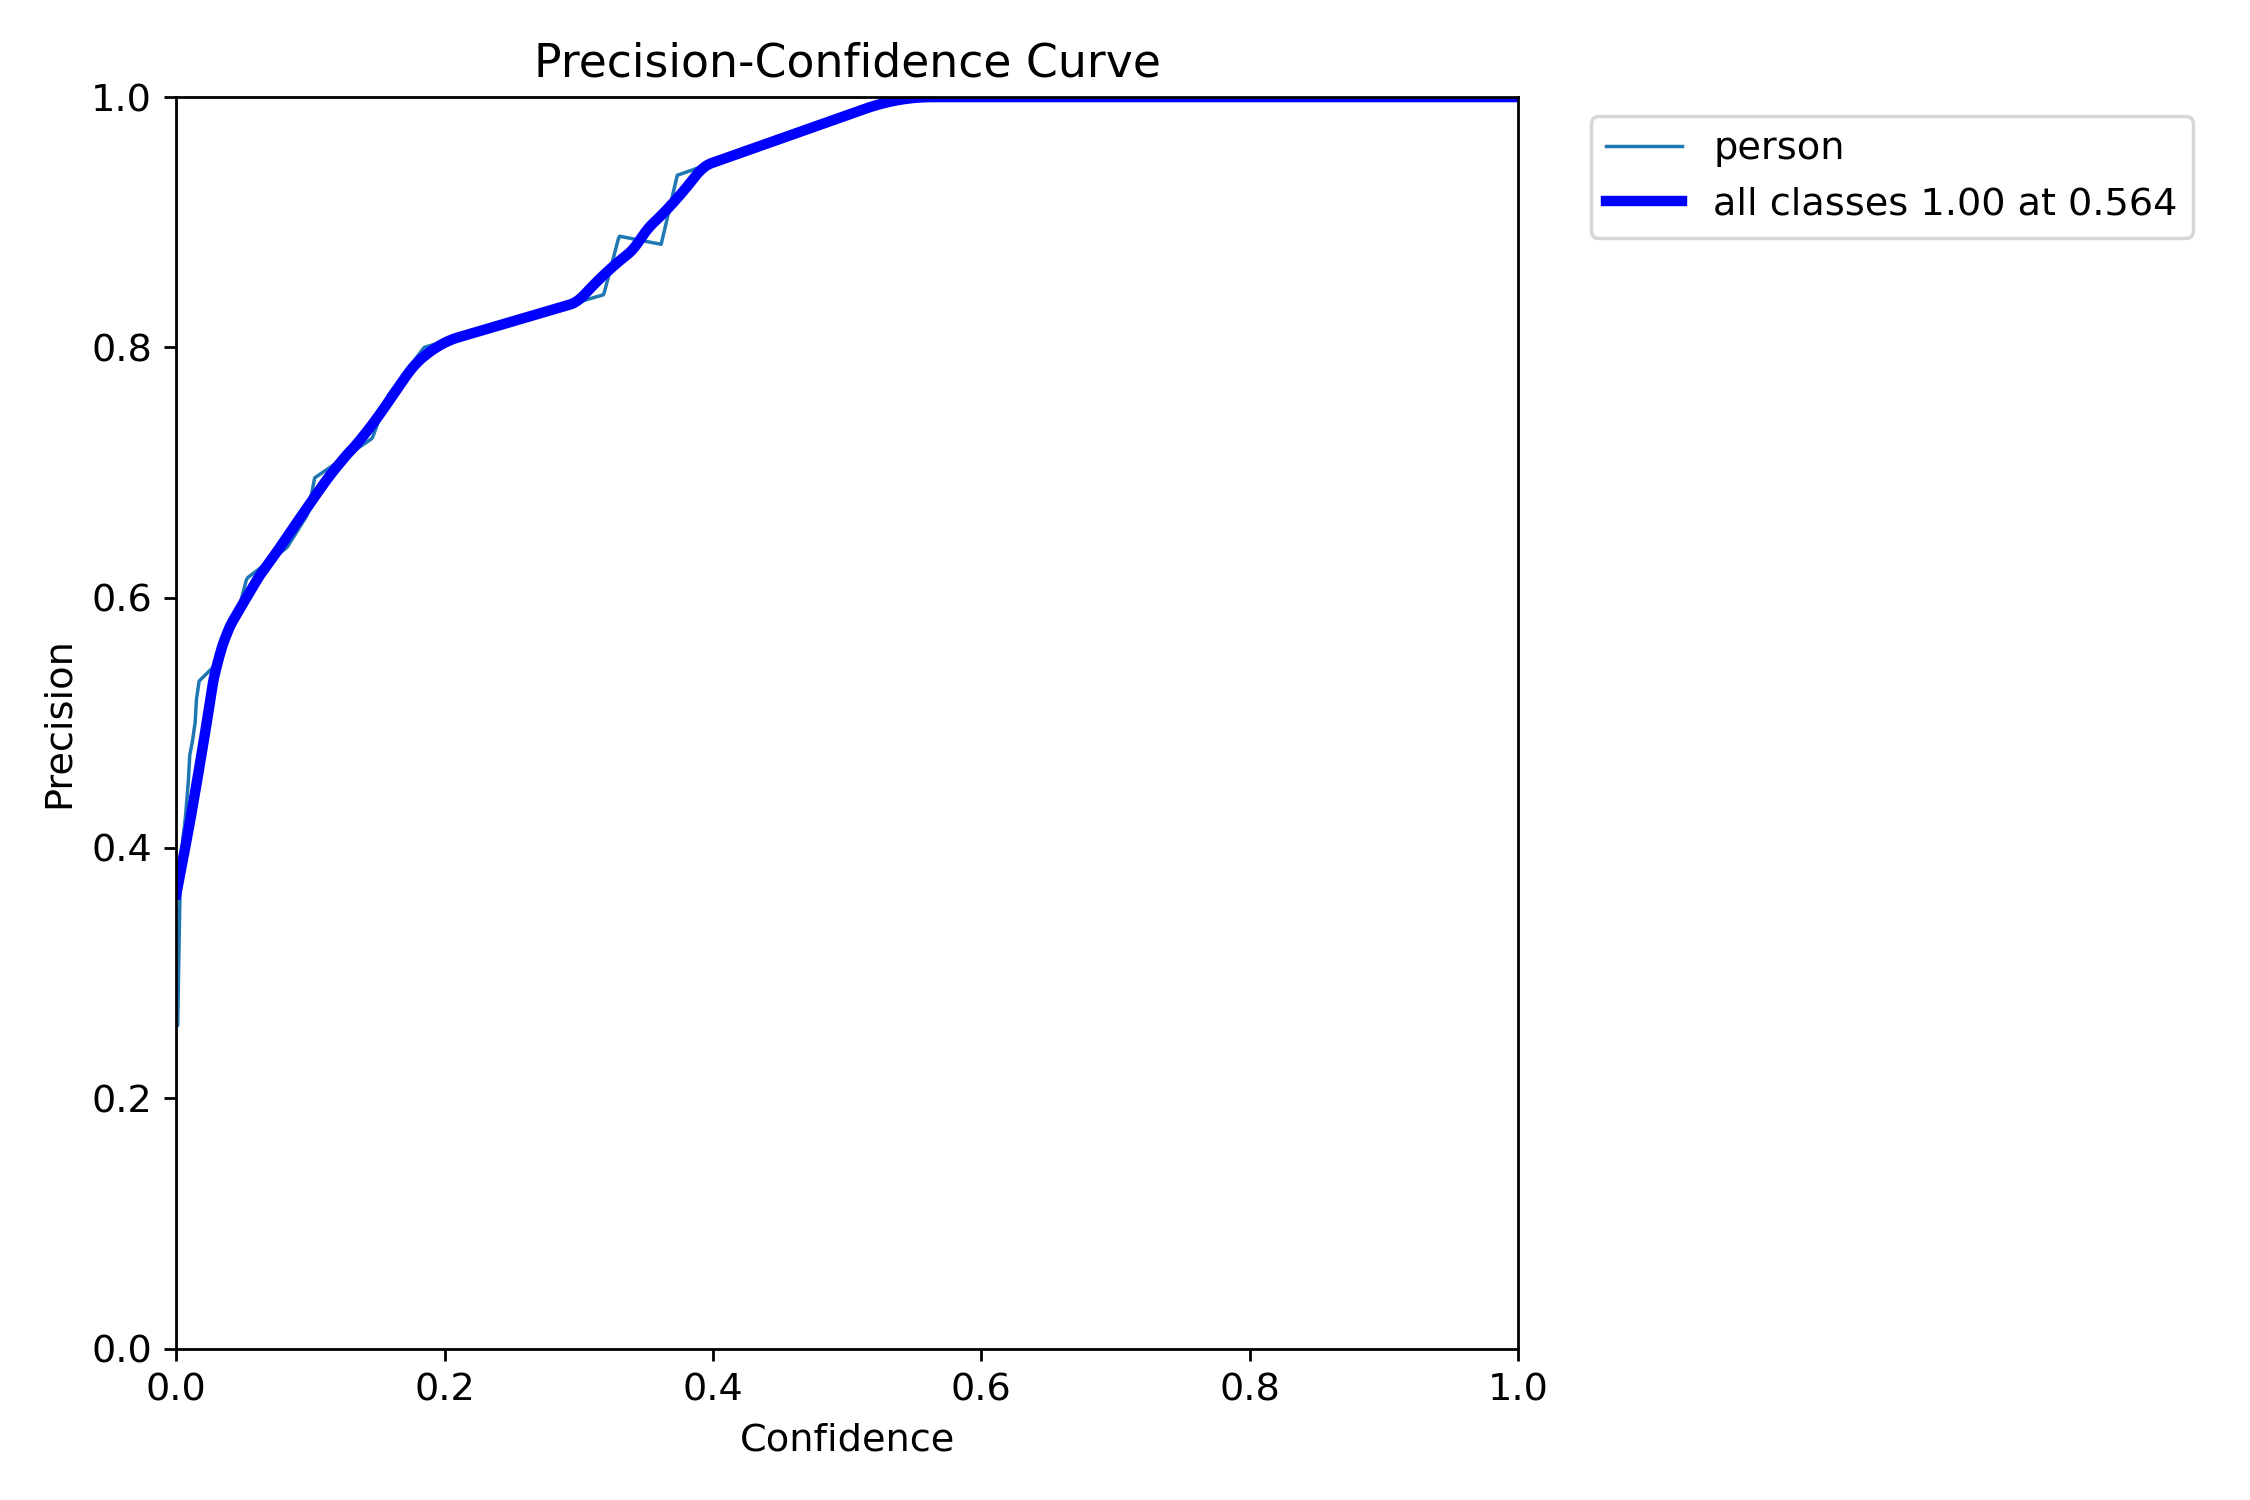 Precision-Confidence Curve
1.0
0.8
0.6
0.4
0.2
0.0
Precision
0.0 0.2 0.4 0.6 0.8 1.0
Confidence
person
all classes 1.00 at 0.564